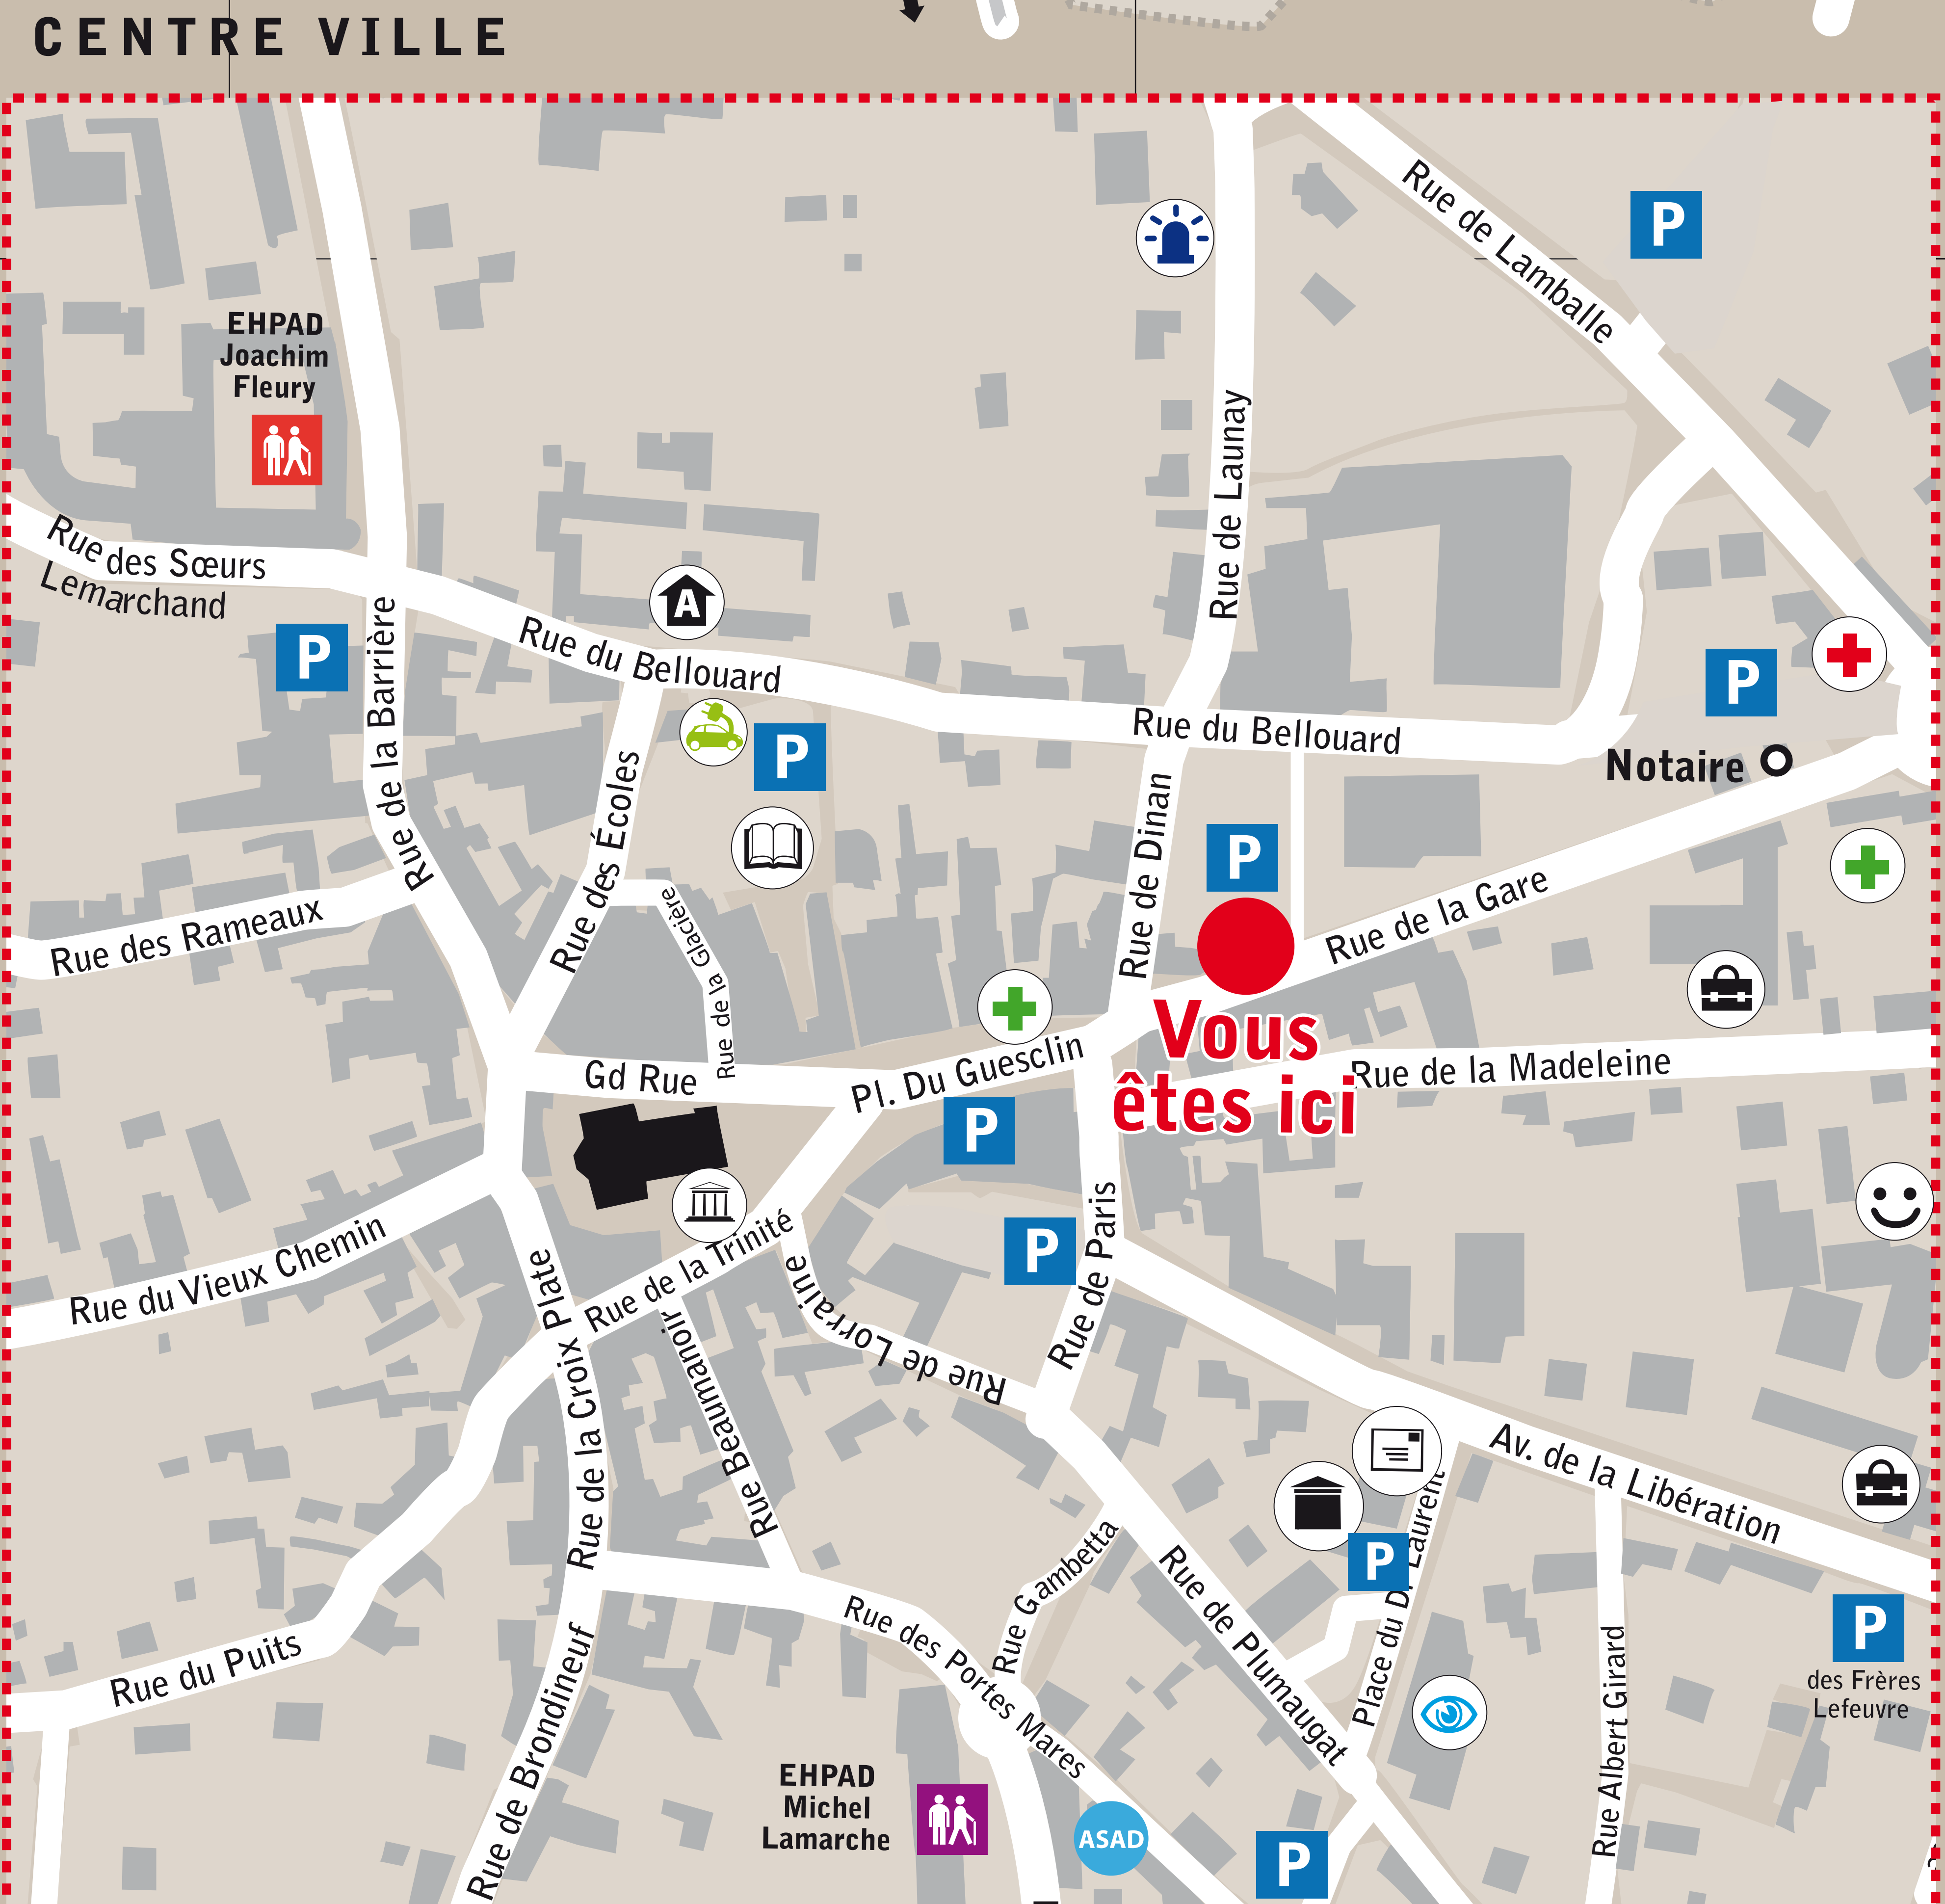 CENTRE VILLE
Rue de Lamballe
P
EHPAD
Joachim
Fleury
Rue de Launay
Rue des Sœurs
Lemarchand
A
P
Rue de la Barrière
Rue du Bellouard
P
Rue du Bellouard
P
Notaire
Rue des Écoles
Rue de Dinan
P
Rue des Rameaux
Rue de la Glacière
Rue de la Gare
Vous
êtes ici
Gd Rue
Pl. Du Guesclin
Rue de la Madeleine
P
P
Rue de Paris
Rue du Vieux Chemin
Rue de la Trinité
Rue de Lorraine
Rue de la Croix Plate
Rue Beaumanoir
Av. de la Libération
P
Place du Dr Laurent
Rue Gambetta
Rue de Plumaugat
Rue des Portes Mares
Rue du Puits
Rue de Brondineuf
Rue Albert Girard
P
des Frères
Lefeuvre
EHPAD
Michel
Lamarche
ASAD
P